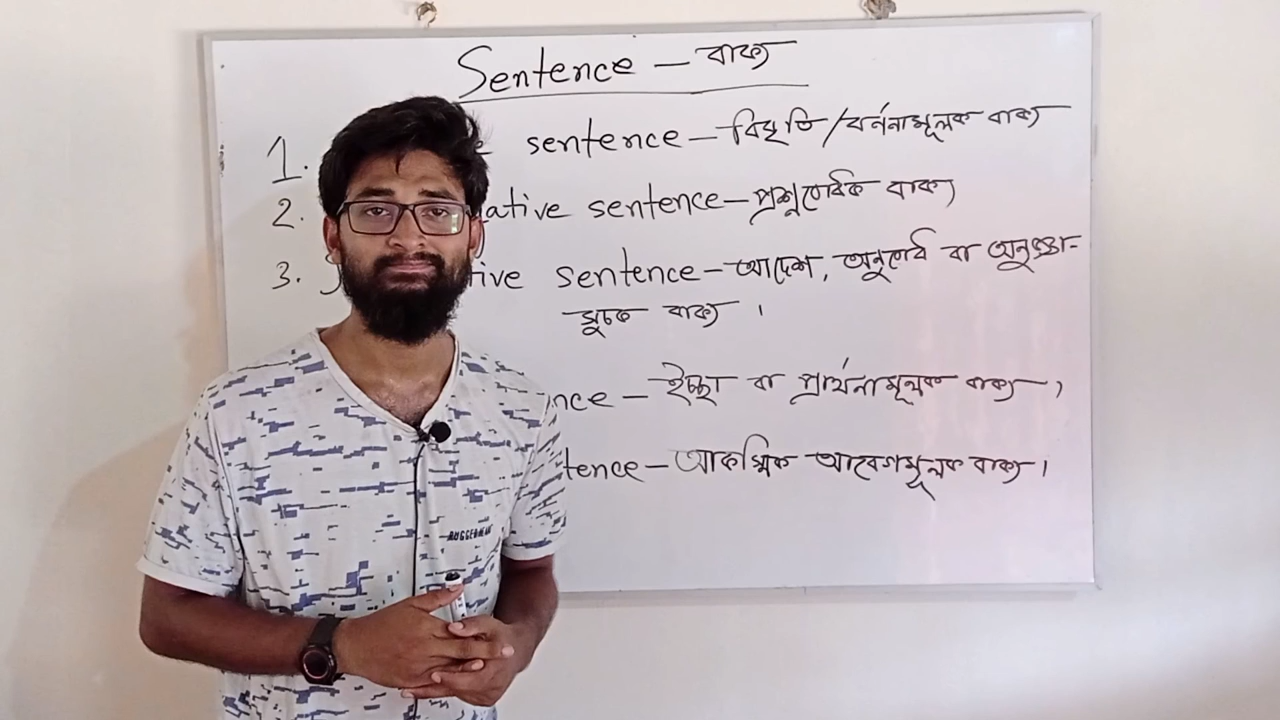 Sentence – বাক্য
1. sentence – বিবৃতি/বর্ননামূলক বাক্য
2. ative sentence – প্রশ্নবোধক বাক্য
3. tive sentence – আদেশ, অনুরোধ বা অনুজ্ঞা-
সূচক বাক্য ।
nce – ইচ্ছা বা প্রার্থনামূলক বাক্য ।
tence – আকস্মিক আবেগমূলক বাক্য ।